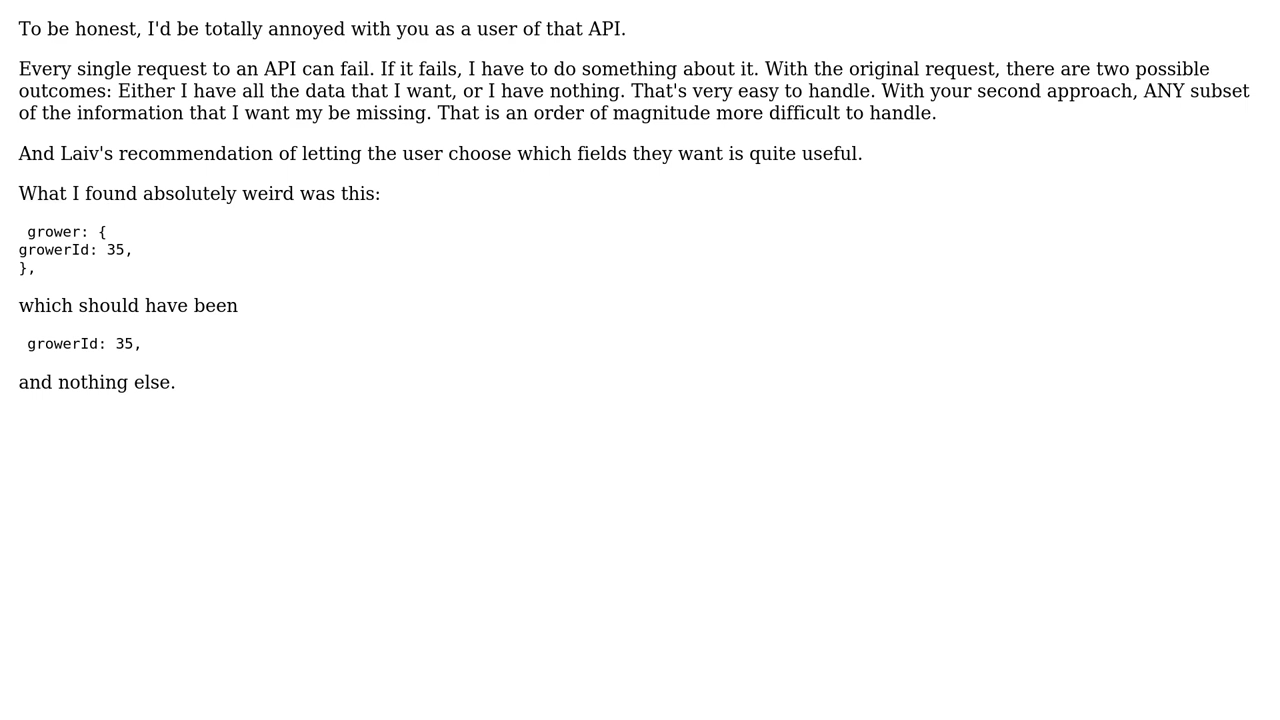 To be honest, I'd be totally annoyed with you as a user of that API.
Every single request to an API can fail. If it fails, I have to do something about it. With the original request, there are two possible
outcomes: Either I have all the data that I want, or I have nothing. That's very easy to handle. With your second approach, ANY subset
of the information that I want my be missing. That is an order of magnitude more difficult to handle.
And Laiv's recommendation of letting the user choose which fields they want is quite useful.
What I found absolutely weird was this:
grower: {
growerId: 35,
},
which should have been
growerId: 35,
and nothing else.